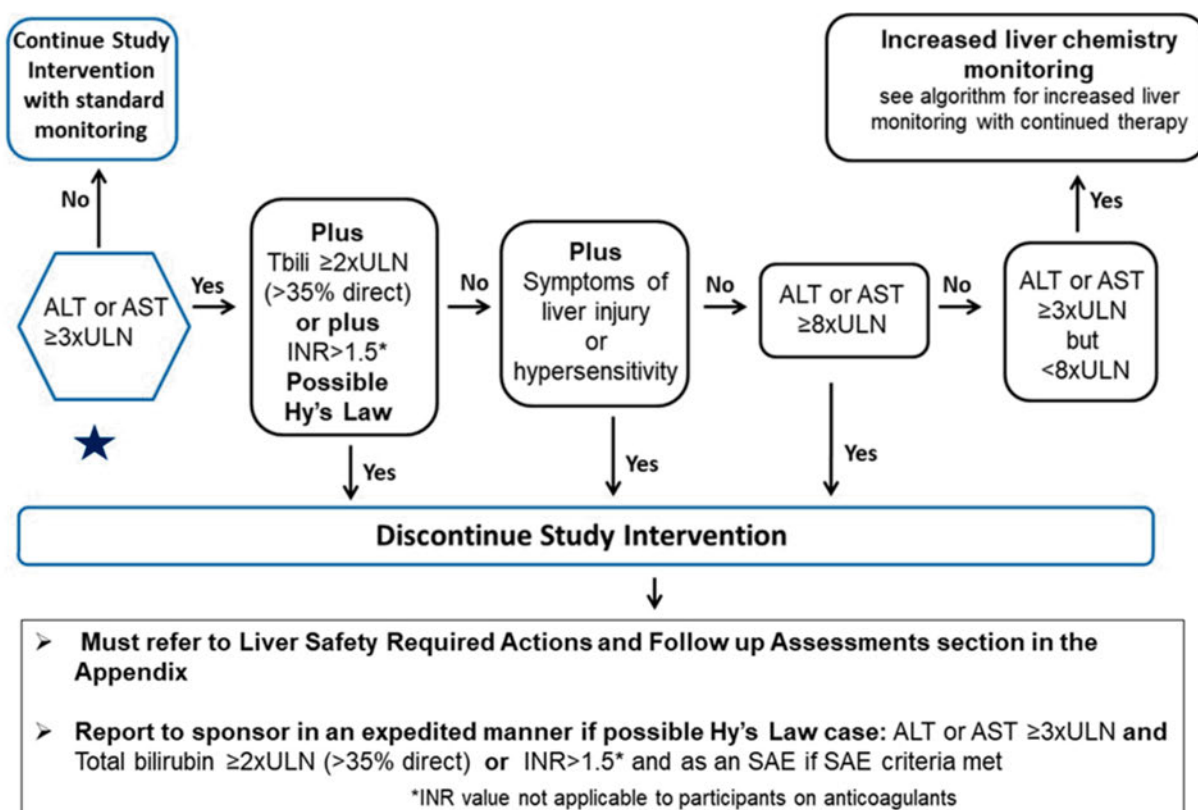 Continue Study
Intervention
with standard
monitoring
Increased liver chemistry
monitoring
see algorithm for increased liver
monitoring with continued therapy
No
Yes
ALT or AST
≥3xULN
Yes
Plus
Tbili ≥2xULN
(>35% direct)
or plus
INR>1.5*
Possible
Hy's Law
No
Plus
Symptoms of
liver injury
or
hypersensitivity
No
ALT or AST
≥8xULN
No
ALT or AST
≥3xULN
but
<8xULN
Yes
Yes
Yes
Discontinue Study Intervention
➢ Must refer to Liver Safety Required Actions and Follow up Assessments section in the
Appendix
➢ Report to sponsor in an expedited manner if possible Hy's Law case: ALT or AST ≥3xULN and
Total bilirubin ≥2xULN (>35% direct) or INR>1.5* and as an SAE if SAE criteria met
*INR value not applicable to participants on anticoagulants